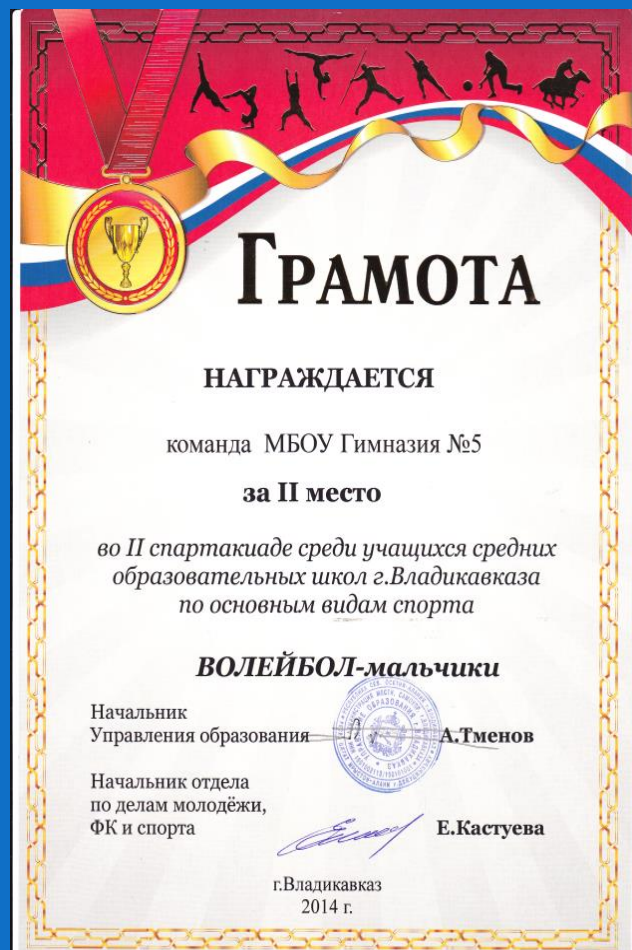 Грамота
НАГРАЖДАЕТСЯ
команда МБОУ Гимназия №5
за II место
во II спартакиаде среди учащихся средних
образовательных школ г.Владикавказа
по основным видам спорта
ВОЛЕЙБОЛ-мальчики
Начальник
Управления образования
А.Тменов
Начальник отдела
по делам молодёжи,
ФК и спорта
Е.Кастуева
г.Владикавказ
2014 г.